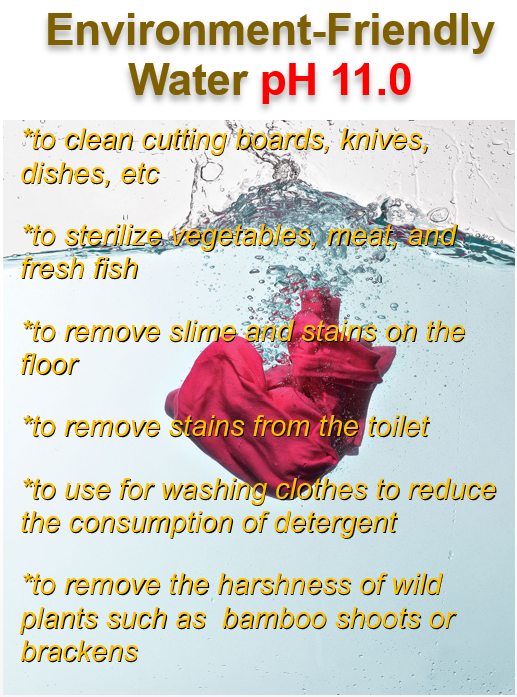 Environment-Friendly
Water pH 11.0
*to clean cutting boards, knives,
dishes, etc
*to sterilize vegetables, meat, and
fresh fish
*to remove slime and stains on the
floor
*to remove stains from the toilet
*to use for washing clothes to reduce
the consumption of detergent
*to remove the harshness of wild
plants such as  bamboo shoots or
brackens